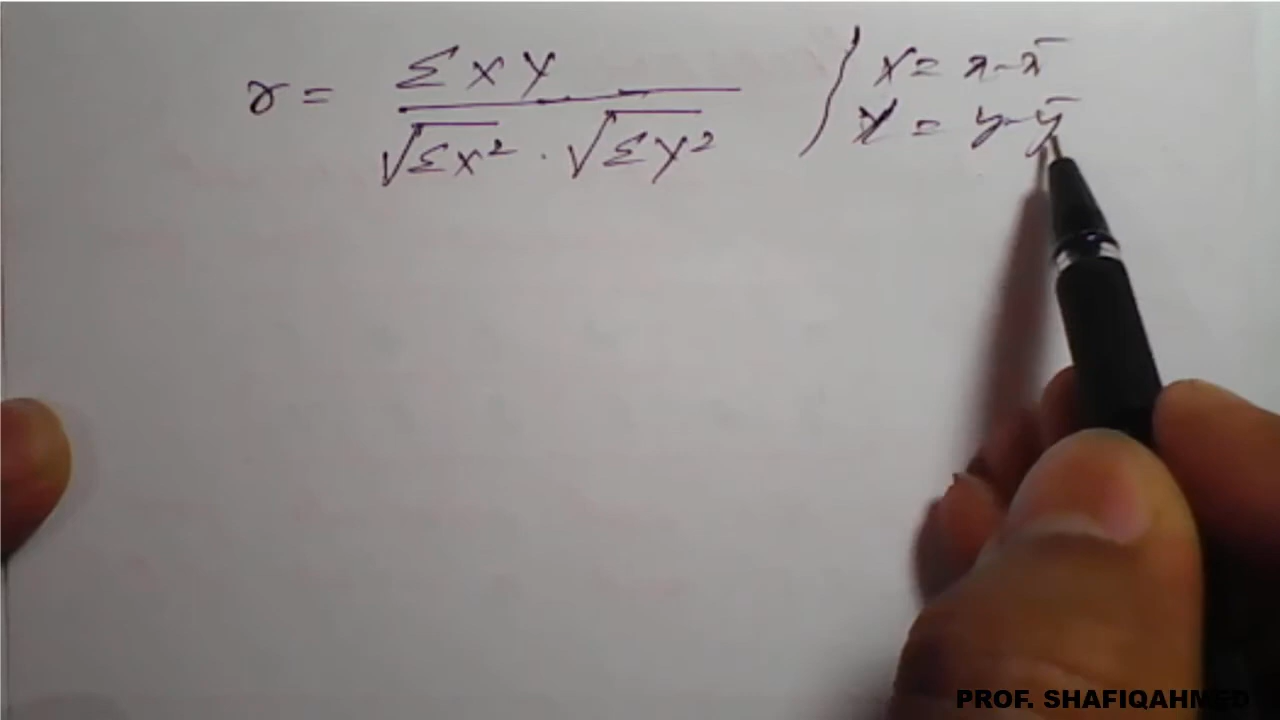 r = ΣXY / √ΣX² · √ΣY²
X = x - x̄
Y = y - ȳ
PROF. SHAFIQAHMED